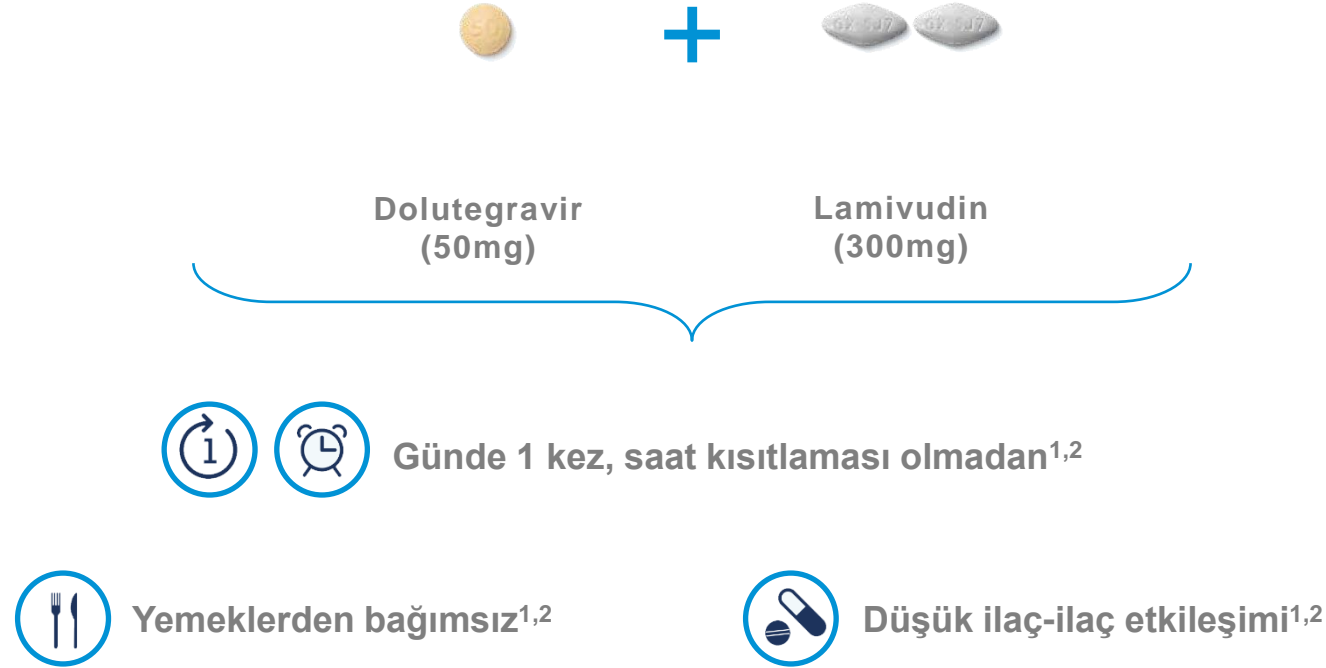 Dolutegravir
(50mg)
Lamivudin
(300mg)
1
Günde 1 kez, saat kısıtlaması olmadan1,2
Yemeklerden bağımsız1,2
Düşük ilaç-ilaç etkileşimi1,2